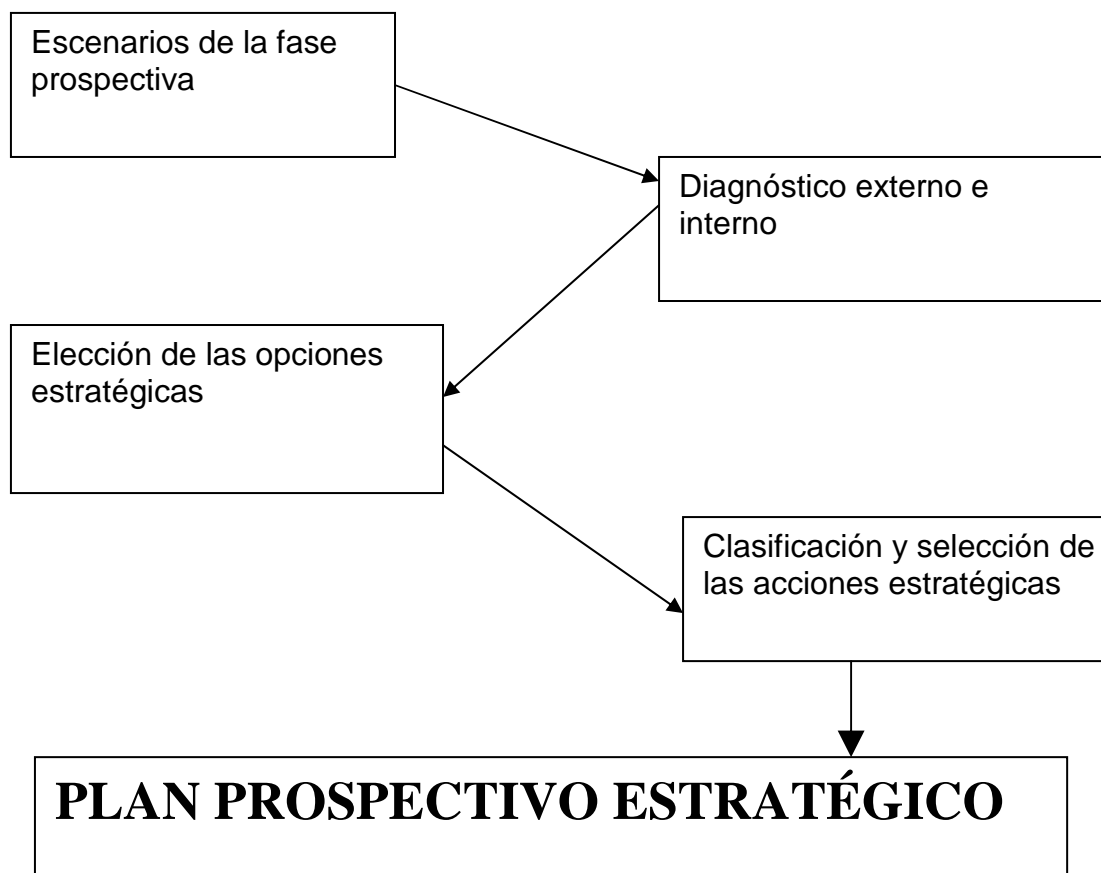 Escenarios de la fase
prospectiva
Diagnóstico externo e
interno
Elección de las opciones
estratégicas
Clasificación y selección de
las acciones estratégicas
PLAN PROSPECTIVO ESTRATÉGICO